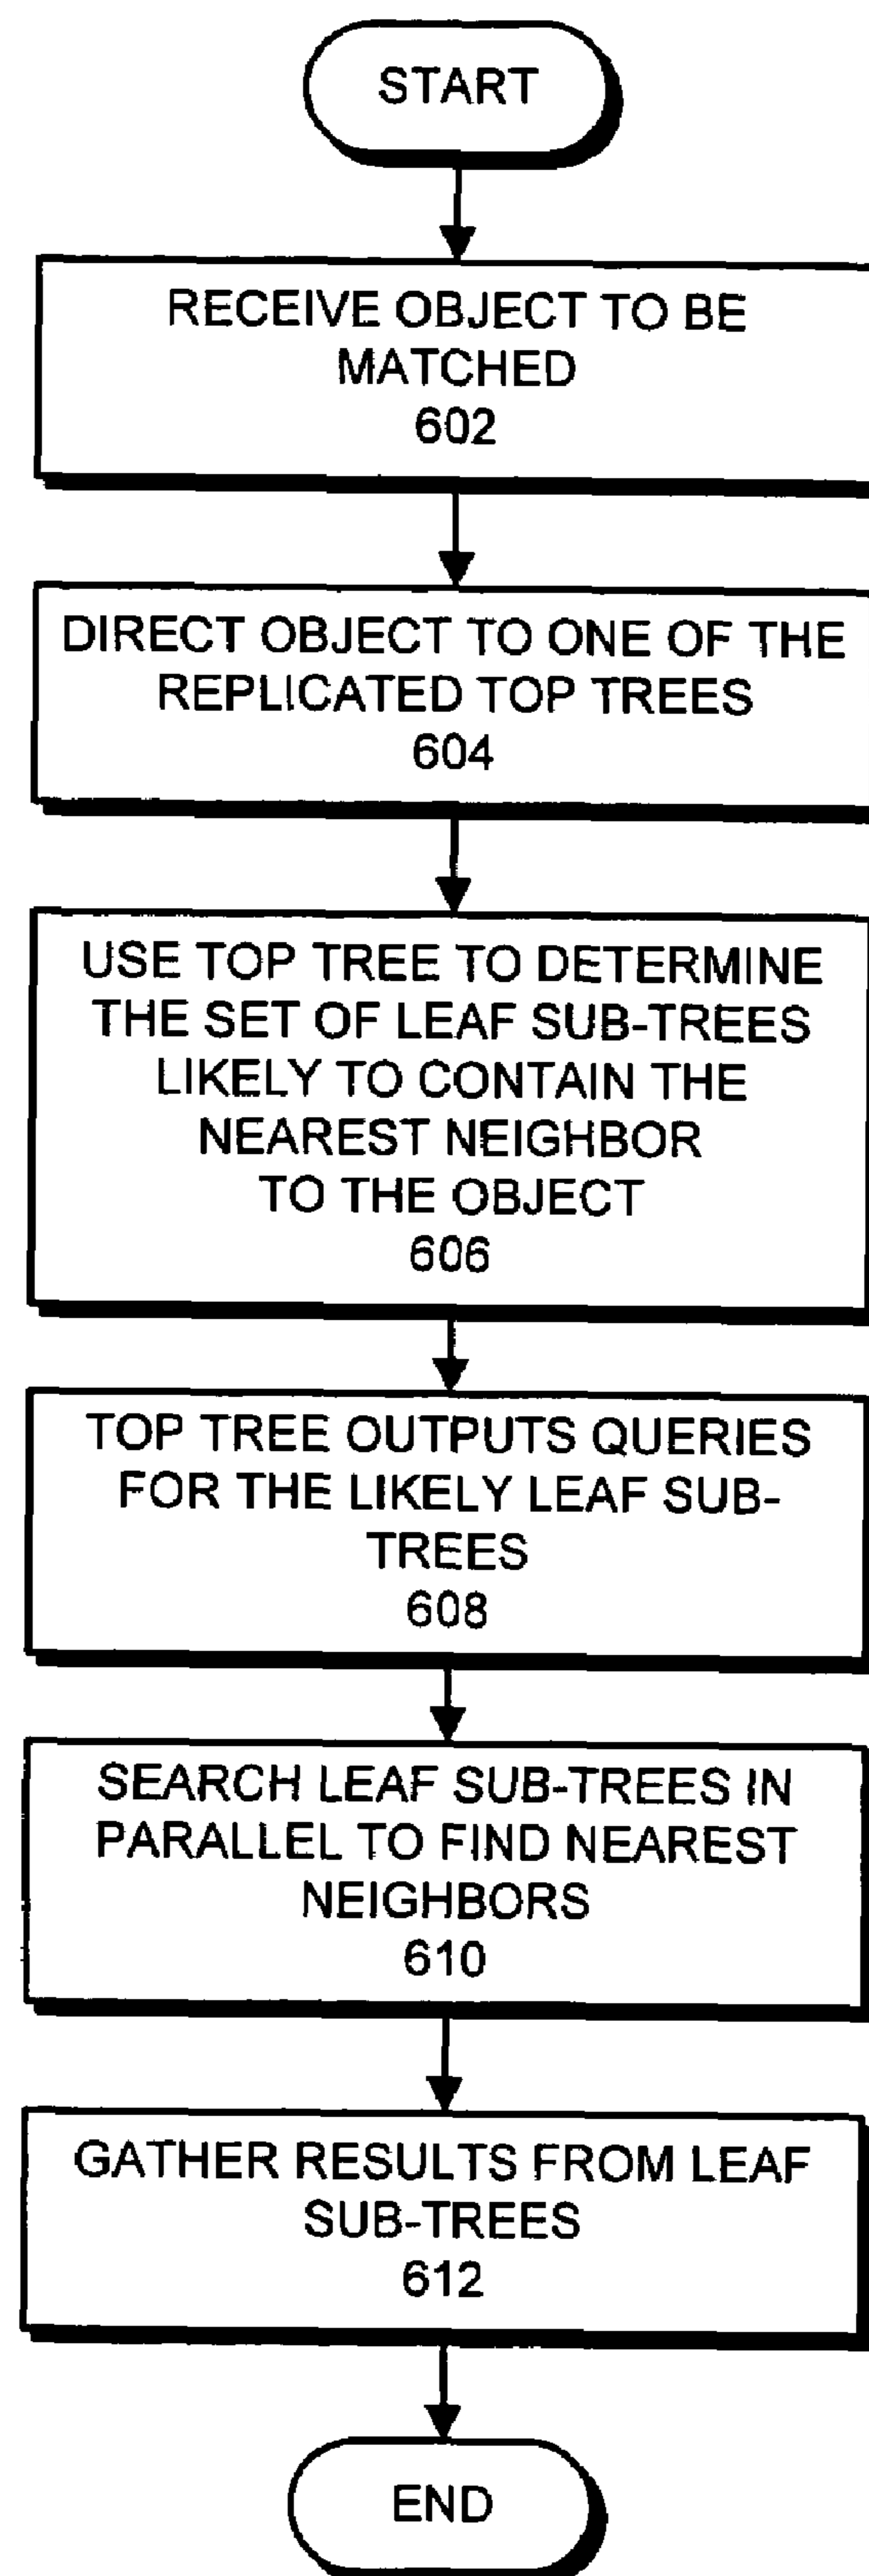 START
RECEIVE OBJECT TO BE
MATCHED
602
DIRECT OBJECT TO ONE OF THE
REPLICATED TOP TREES
604
USE TOP TREE TO DETERMINE
THE SET OF LEAF SUB-TREES
LIKELY TO CONTAIN THE
NEAREST NEIGHBOR
TO THE OBJECT
606
TOP TREE OUTPUTS QUERIES
FOR THE LIKELY LEAF SUB-
TREES
608
SEARCH LEAF SUB-TREES IN
PARALLEL TO FIND NEAREST
NEIGHBORS
610
GATHER RESULTS FROM LEAF
SUB-TREES
612
END